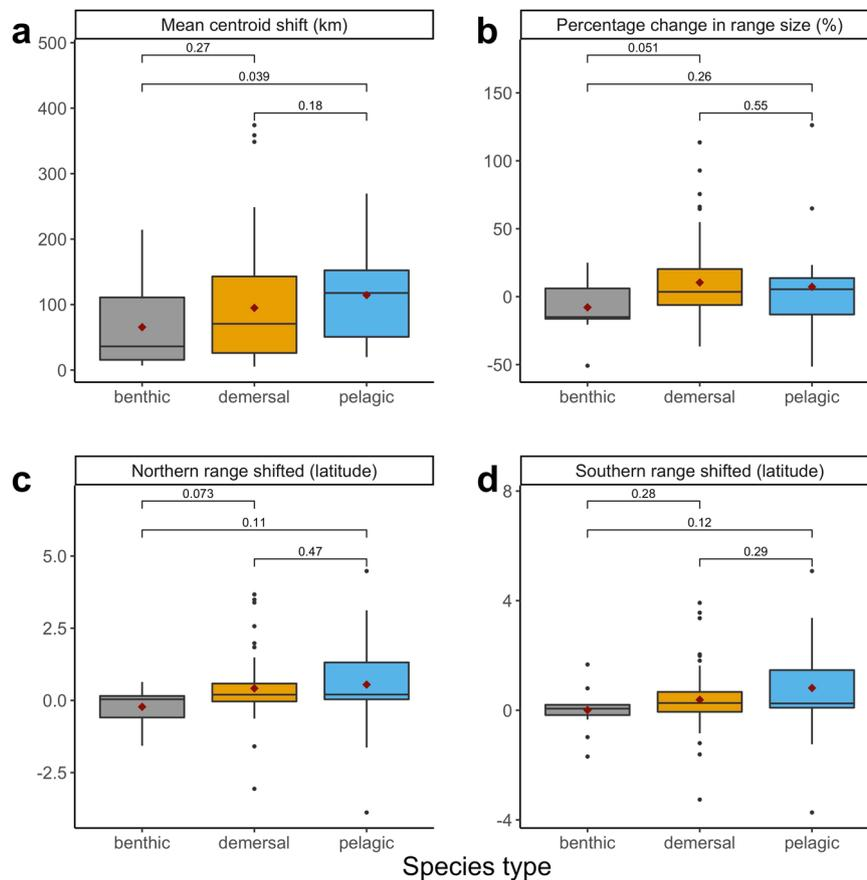 a
Mean centroid shift (km)
500
400
300
200
100
0
0.27
0.039
0.18
benthic demersal pelagic
b
Percentage change in range size (%)
150
100
50
0
-50
0.051
0.26
0.55
benthic demersal pelagic
c
Northern range shifted (latitude)
5.0
2.5
0.0
-2.5
0.073
0.11
0.47
benthic demersal pelagic
d
Southern range shifted (latitude)
8
4
0
-4
0.28
0.12
0.29
benthic demersal pelagic
Species type